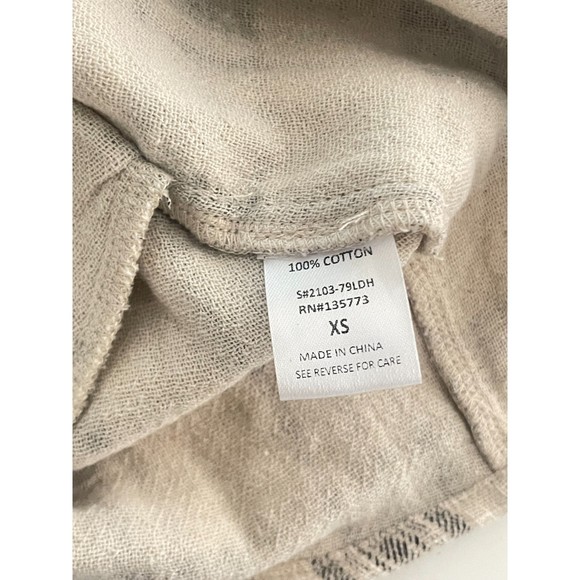 100% COTTON
S#2103-79LDH
RN#135773
XS
MADE IN CHINA
SEE REVERSE FOR CARE